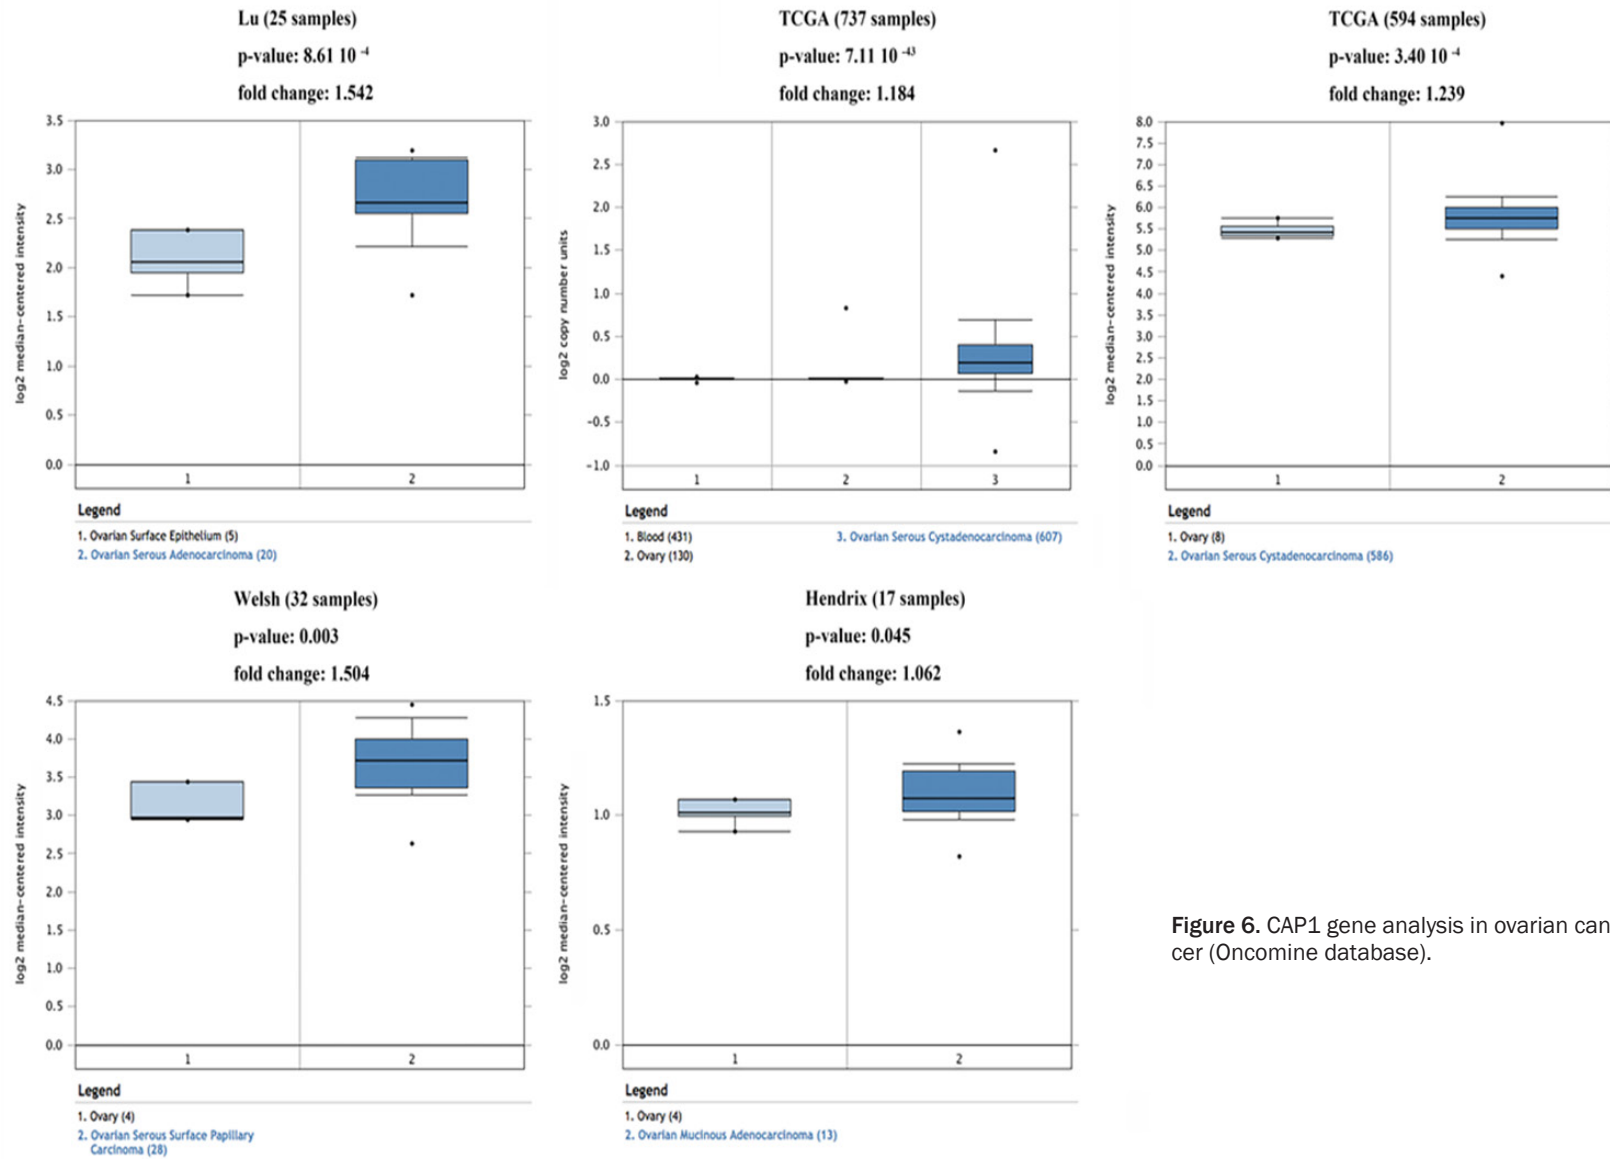 Lu (25 samples)
p-value: 8.61 10 -4
fold change: 1.542
3.5
3.0
2.5
2.0
1.5
1.0
0.5
0.0
log2 median-centered intensity
1
2
Legend
1. Ovarian Surface Epithelium (5)
2. Ovarian Serous Adenocarcinoma (20)
TCGA (737 samples)
p-value: 7.11 10 -43
fold change: 1.184
3.0
2.5
2.0
1.5
1.0
0.5
0.0
-0.5
-1.0
log2 copy number units
1
2
3
Legend
1. Blood (431)
2. Ovary (130)
3. Ovarian Serous Cystadenocarcinoma (607)
TCGA (594 samples)
p-value: 3.40 10 -4
fold change: 1.239
8.0
7.5
7.0
6.5
6.0
5.5
5.0
4.5
4.0
3.5
3.0
2.5
2.0
1.5
1.0
0.5
0.0
log2 median-centered intensity
1
2
Legend
1. Ovary (8)
2. Ovarian Serous Cystadenocarcinoma (586)
Welsh (32 samples)
p-value: 0.003
fold change: 1.504
4.5
4.0
3.5
3.0
2.5
2.0
1.5
1.0
0.5
0.0
log2 median-centered intensity
1
2
Legend
1. Ovary (4)
2. Ovarian Serous Surface Papillary
Carcinoma (28)
Hendrix (17 samples)
p-value: 0.045
fold change: 1.062
1.5
1.0
0.5
0.0
log2 median-centered intensity
1
2
Legend
1. Ovary (4)
2. Ovarian Mucinous Adenocarcinoma (13)
Figure 6. CAP1 gene analysis in ovarian can
cer (Oncomine database).